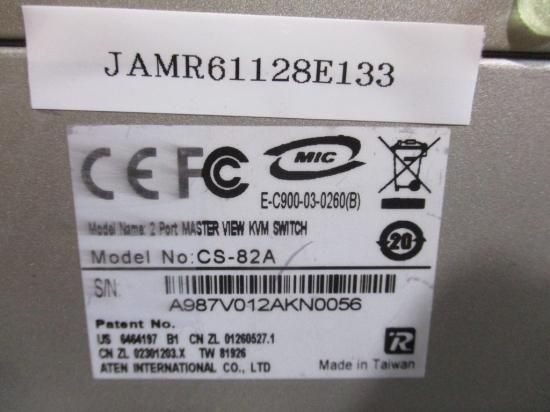 JAMR61128E133
CE FC MIC
E-C900-03-0260(B)
20
Model Name: 2 Port MASTER VIEW KVM SWITCH
Model No: CS-82A
S/N:
A987V012AKN0056
Patent No.
US 6464197 B1 CN ZL 01260527.1
CN ZL 02301203.X TW 81926
ATEN INTERNATIONAL CO., LTD
R
Made in Taiwan